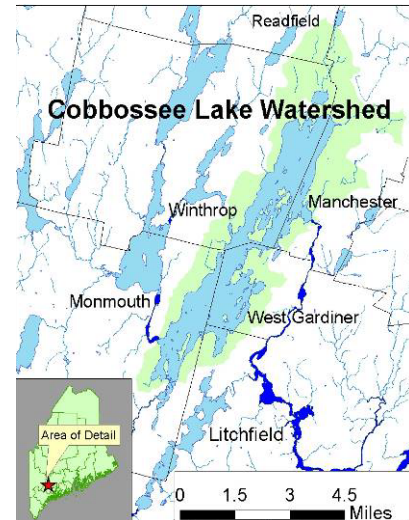 Readfield
Cobbossee Lake Watershed
Winthrop
Manchester
Monmouth
West Gardiner
Litchfield
Area of Detail
0 1.5 3 4.5
Miles